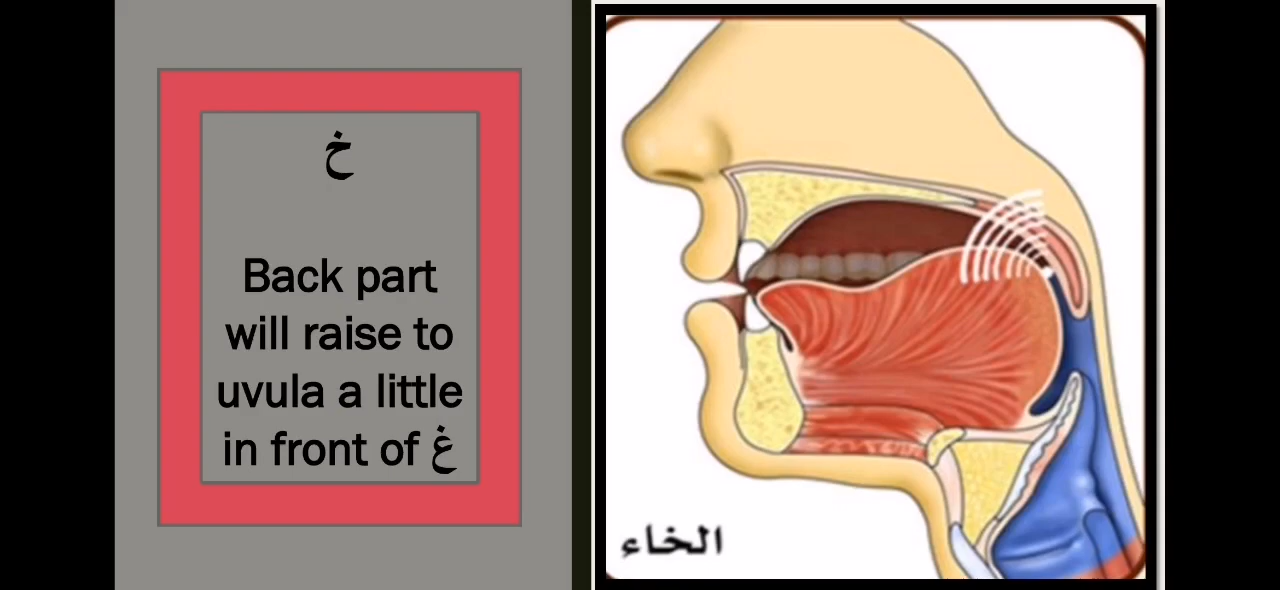 خ
Back part
will raise to
uvula a little
in front of غ
الخاء